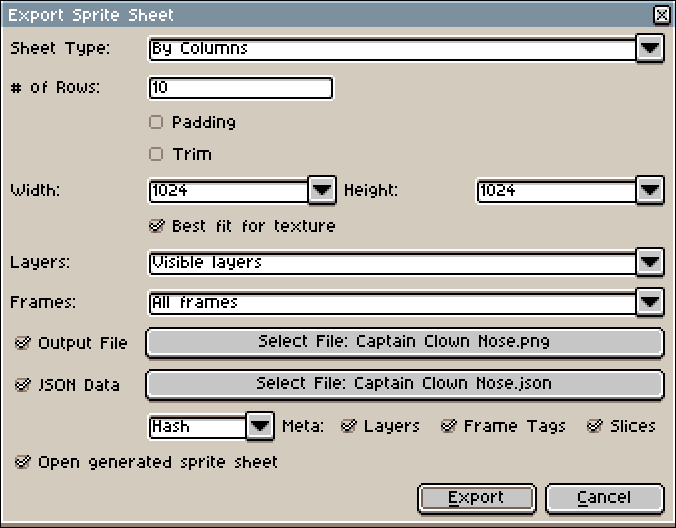 Export Sprite Sheet
Sheet Type: By Columns
# of Rows: 10
Padding
Trim
Width: 1024 Height: 1024
Best fit for texture
Layers: Visible layers
Frames: All frames
Output File Select File: Captain Clown Nose.png
JSON Data Select File: Captain Clown Nose.json
Hash Meta: Layers Frame Tags Slices
Open generated sprite sheet
Export Cancel